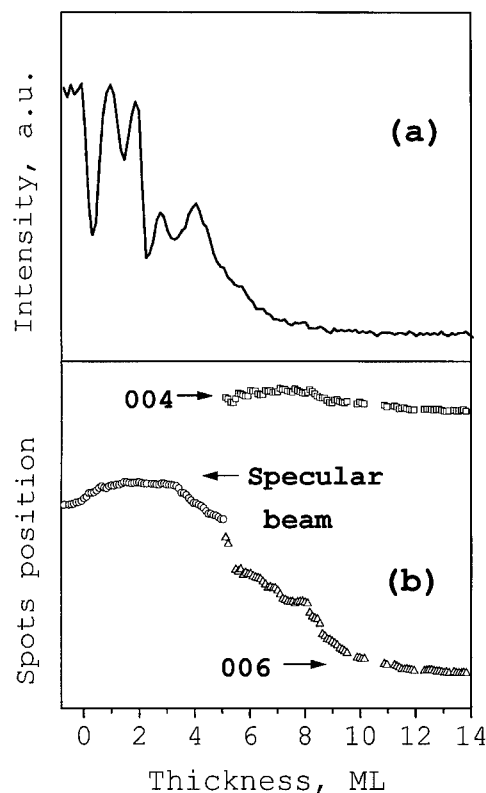 Intensity, a.u.
(a)
004
Specular
beam
Spots position
(b)
006
0 2 4 6 8 10 12 14
Thickness, ML